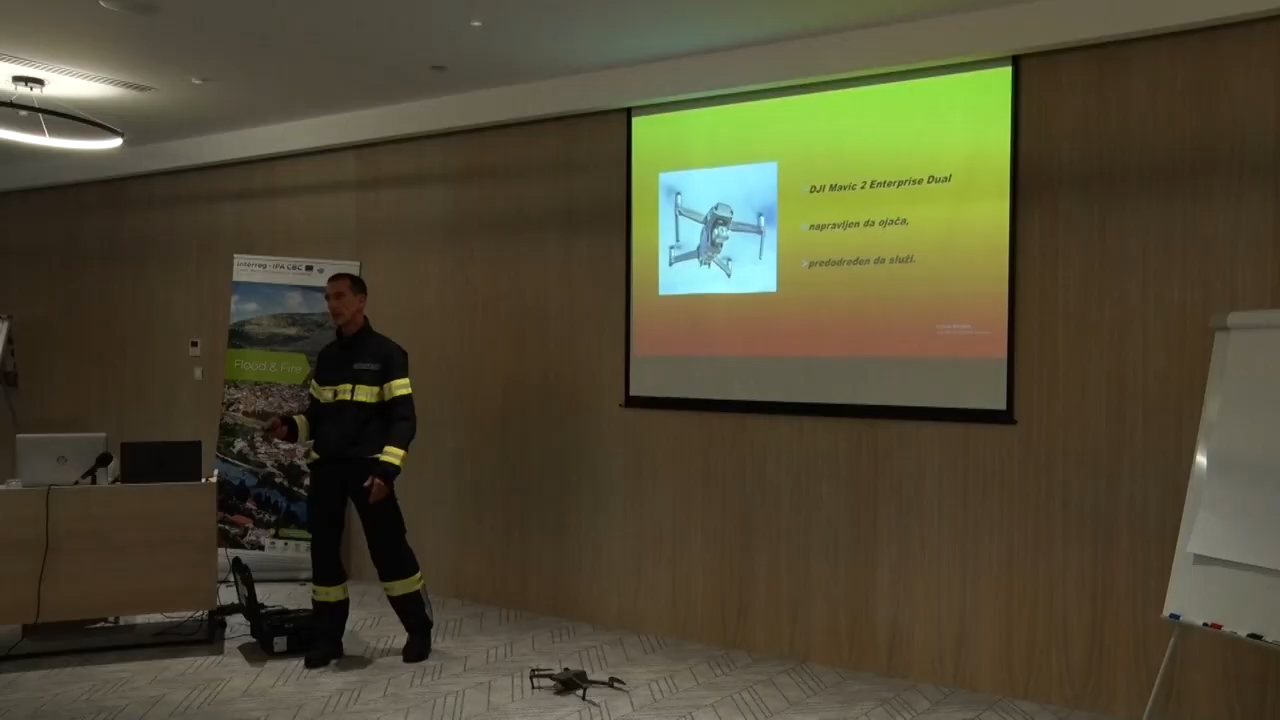 DJI Mavic 2 Enterprise Dual
napravljen da ojača,
predodređen da služi.
Interreg - IPA CBC
Flood & Fire